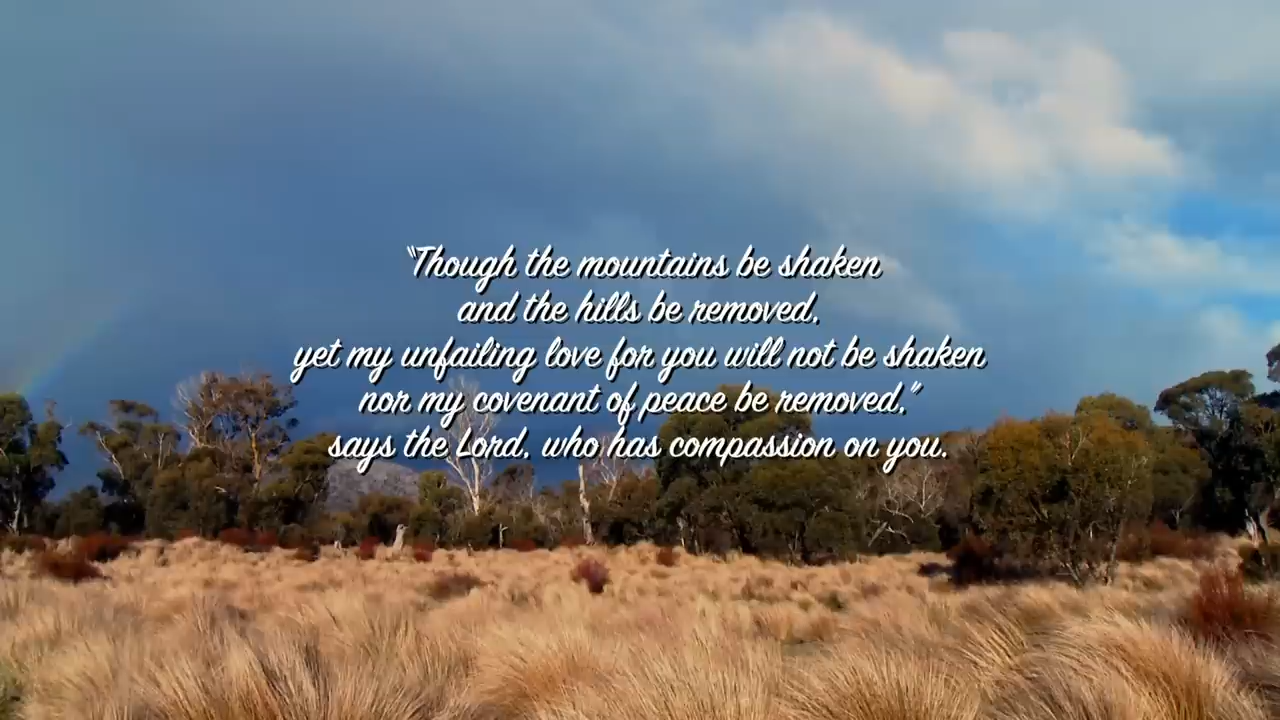 “Though the mountains be shaken
and the hills be removed,
yet my unfailing love for you will not be shaken
nor my covenant of peace be removed,”
says the Lord, who has compassion on you.